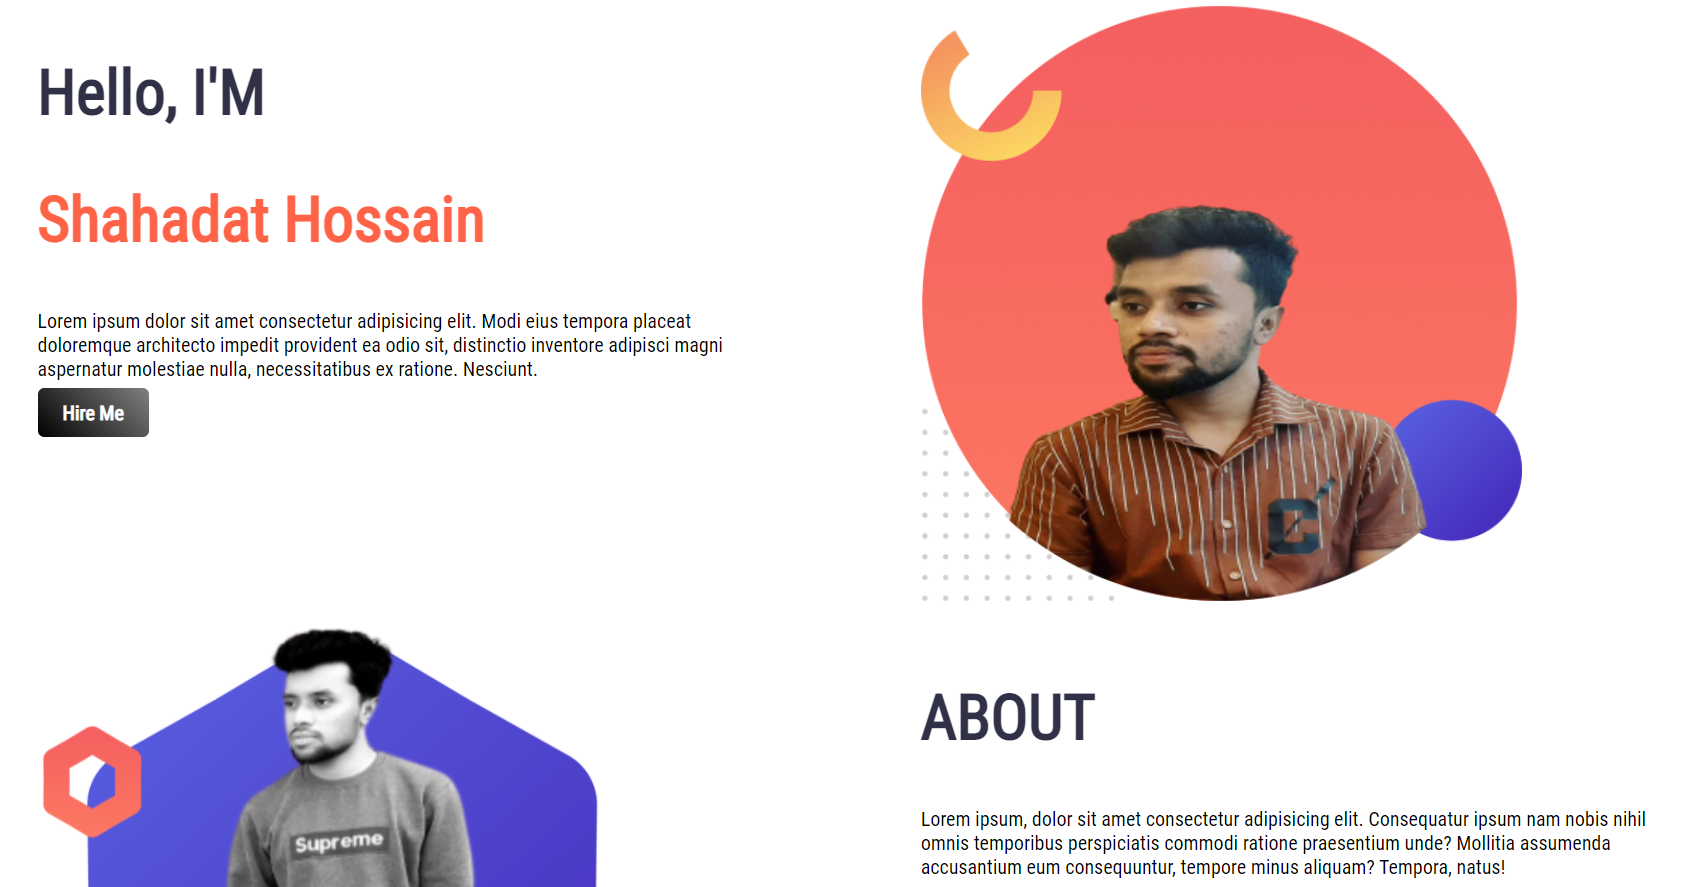 Hello, I'M
Shahadat Hossain
Lorem ipsum dolor sit amet consectetur adipisicing elit. Modi eius tempora placeat
doloremque architecto impedit provident ea odio sit, distinctio inventore adipisci magni
aspernatur molestiae nulla, necessitatibus ex ratione. Nesciunt.
Hire Me
C
Supreme
ABOUT
Lorem ipsum, dolor sit amet consectetur adipisicing elit. Consequatur ipsum nam nobis nihil
omnis temporibus perspiciatis commodi ratione praesentium unde? Mollitia assumenda
accusantium eum consequuntur, tempore minus aliquam? Tempora, natus!